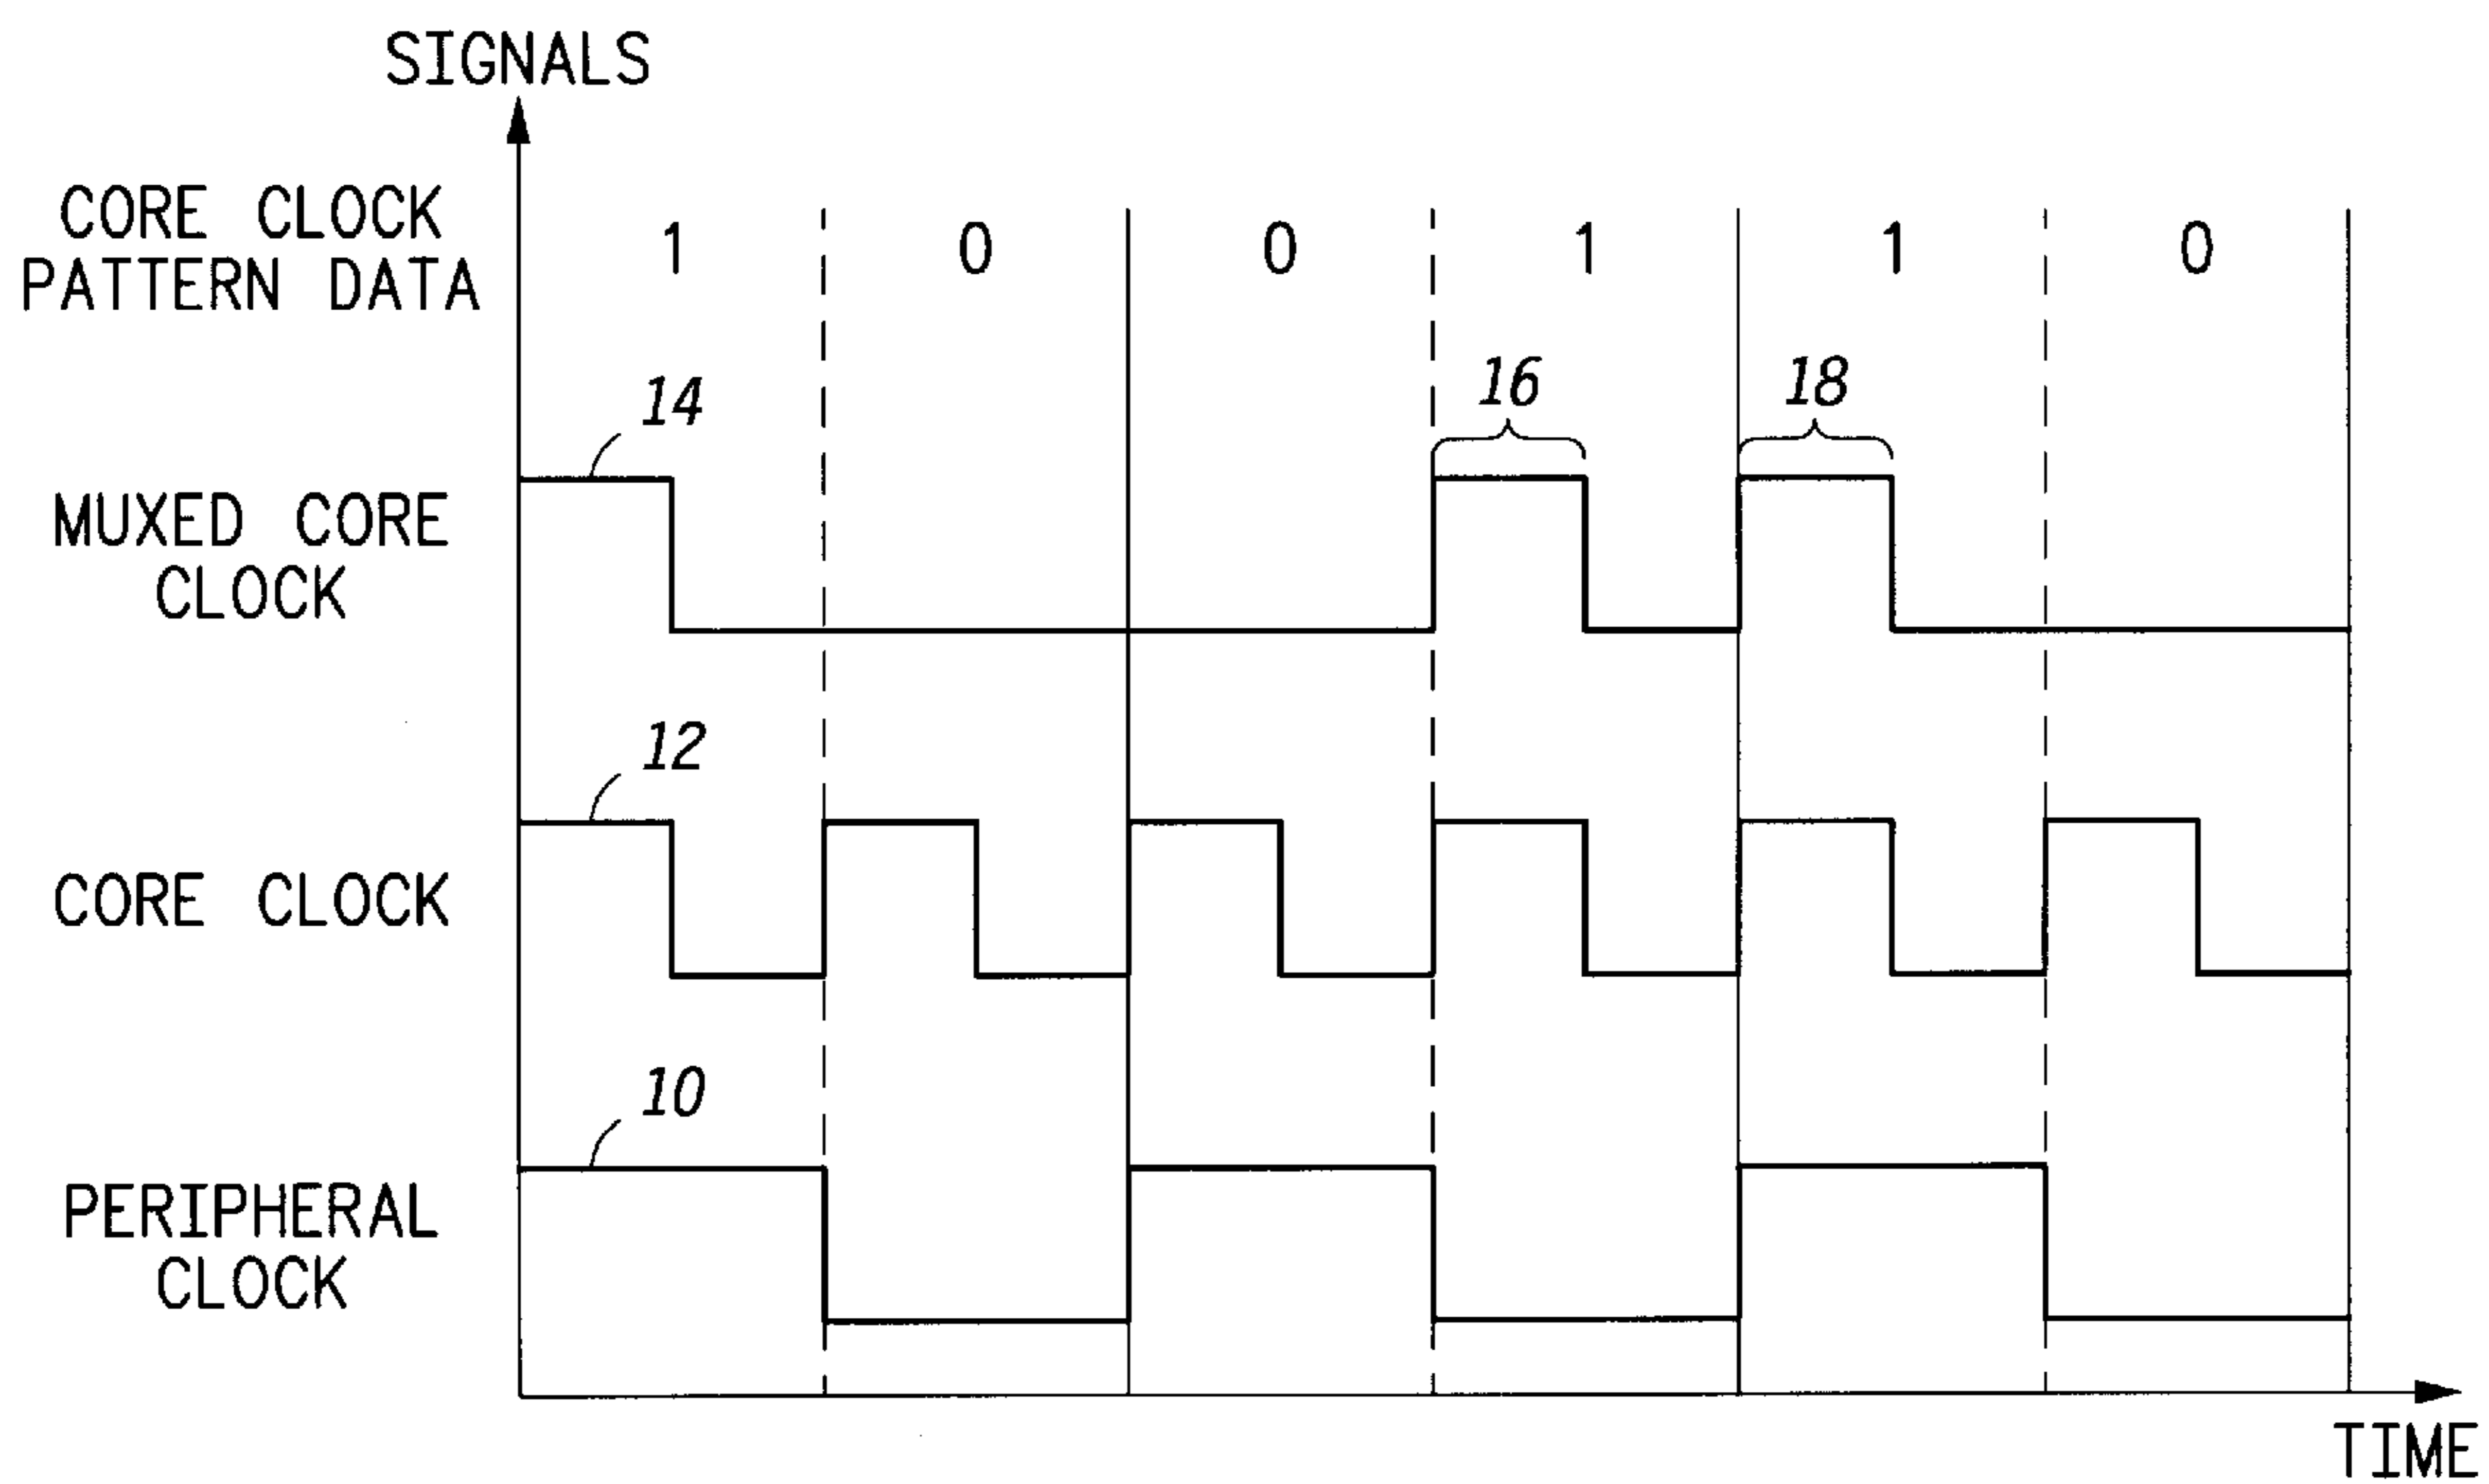 SIGNALS
CORE CLOCK
PATTERN DATA
1 0 0 1 1 0
14
16
18
MUXED CORE
CLOCK
12
CORE CLOCK
10
PERIPHERAL
CLOCK
TIME